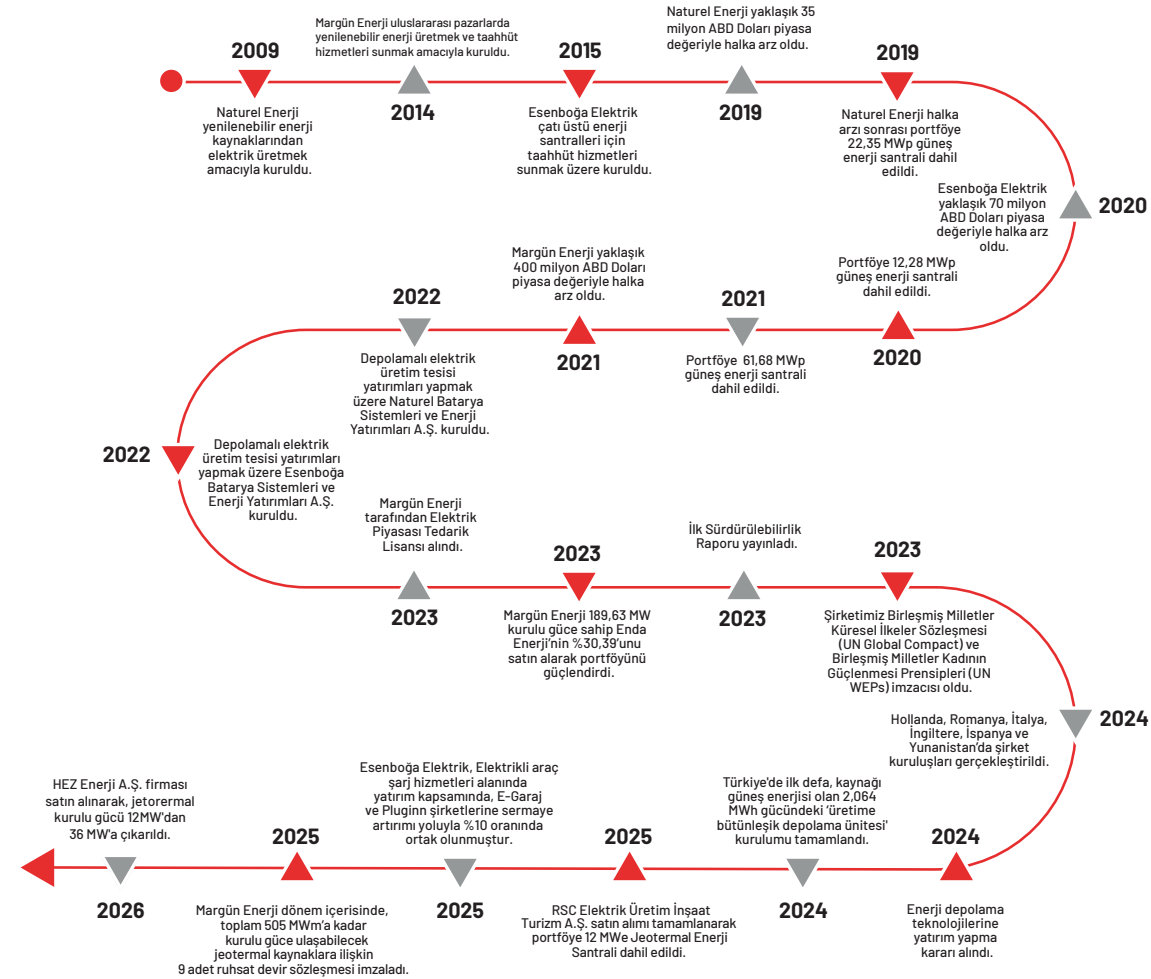 2009
Naturel Enerji
yenilenebilir enerji
kaynaklarından
elektrik üretmek
amacıyla kuruldu.
Margün Enerji uluslararası pazarlarda
yenilenebilir enerji üretmek ve taahhüt
hizmetleri sunmak amacıyla kuruldu.
2014
2015
Esenboğa Elektrik
çatı üstü enerji
santralleri için
taahhüt hizmetleri
sunmak üzere kuruldu.
Naturel Enerji yaklaşık 35
milyon ABD Doları piyasa
değeriyle halka arz oldu.
2019
2019
Naturel Enerji halka
arzı sonrası portföye
22,35 MWp güneş
enerji santrali dahil
edildi.
2020
Esenboğa Elektrik
yaklaşık 70 milyon
ABD Doları piyasa
değeriyle halka arz
oldu.
Portföye 12,28 MWp
güneş enerji santrali
dahil edildi.
2020
2021
Portföye 61,68 MWp
güneş enerji santrali
dahil edildi.
Margün Enerji yaklaşık
400 milyon ABD Doları
piyasa değeriyle halka
arz oldu.
2021
2022
Depolamalı elektrik
üretim tesisi
yatırımları yapmak
üzere Naturel Batarya
Sistemleri ve Enerji
Yatırımları A.Ş. kuruldu.
2022
Depolamalı elektrik
üretim tesisi yatırımları
yapmak üzere Esenboğa
Batarya Sistemleri ve
Enerji Yatırımları A.Ş.
kuruldu.
Margün Enerji
tarafından Elektrik
Piyasası Tedarik
Lisansı alındı.
2023
2023
Margün Enerji 189,63 MW
kurulu güce sahip Enda
Enerji'nin %30,39'unu
satın alarak portföyünü
güçlendirdi.
İlk Sürdürülebilirlik
Raporu yayınladı.
2023
2023
Şirketimiz Birleşmiş Milletler
Küresel İlkeler Sözleşmesi
(UN Global Compact) ve
Birleşmiş Milletler Kadının
Güçlenmesi Prensipleri (UN
WEPs) imzacısı oldu.
2024
Hollanda, Romanya, İtalya,
İngiltere, İspanya ve
Yunanistan'da şirket
kuruluşları gerçekleştirildi.
2024
Enerji depolama
teknolojilerine
yatırım yapma
kararı alındı.
Türkiye'de ilk defa, kaynağı
güneş enerjisi olan 2,064
MWh gücündeki 'üretime
bütünleşik depolama ünitesi'
kurulumu tamamlandı.
2024
2025
RSC Elektrik Üretim İnşaat
Turizm A.Ş. satın alımı tamamlanarak
portföye 12 MWe Jeotermal Enerji
Santrali dahil edildi.
Esenboğa Elektrik, Elektrikli araç
şarj hizmetleri alanında
yatırım kapsamında, E-Garaj
ve Pluginn şirketlerine sermaye
artırımı yoluyla %10 oranında
ortak olunmuştur.
2025
2025
Margün Enerji dönem içerisinde,
toplam 505 MWm'a kadar
kurulu güce ulaşabilecek
jeotermal kaynaklara ilişkin
9 adet ruhsat devir sözleşmesi imzaladı.
HEZ Enerji A.Ş. firması
satın alınarak, jetorermal
kurulu gücü 12MW'dan
36 MW'a çıkarıldı.
2026